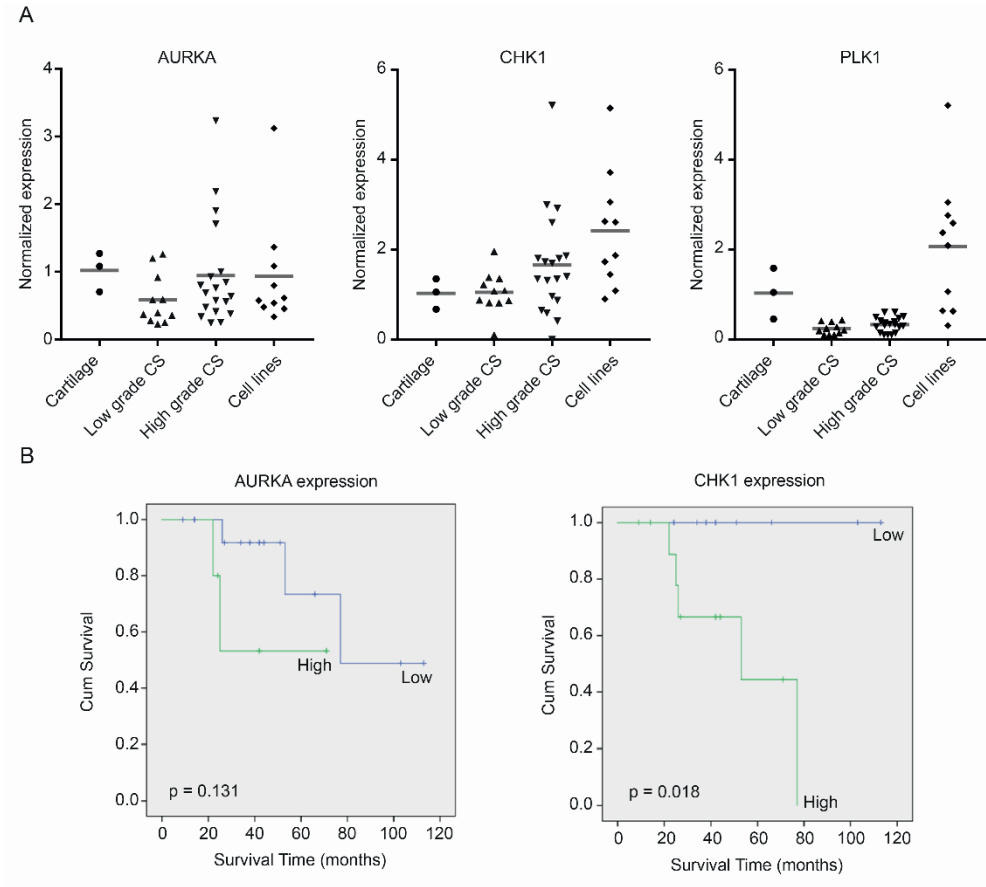 A
AURKA
Normalized expression
4
3
2
1
0
Cartilage
Low grade CS
High grade CS
Cell lines
CHK1
Normalized expression
6
4
2
0
Cartilage
Low grade CS
High grade CS
Cell lines
PLK1
Normalized expression
6
4
2
0
Cartilage
Low grade CS
High grade CS
Cell lines
B
AURKA expression
Cum Survival
1.0
0.8
0.6
0.4
0.2
0.0
High
Low
p = 0.131
0 20 40 60 80 100 120
Survival Time (months)
CHK1 expression
Cum Survival
1.0
0.8
0.6
0.4
0.2
0.0
Low
High
p = 0.018
0 20 40 60 80 100 120
Survival Time (months)